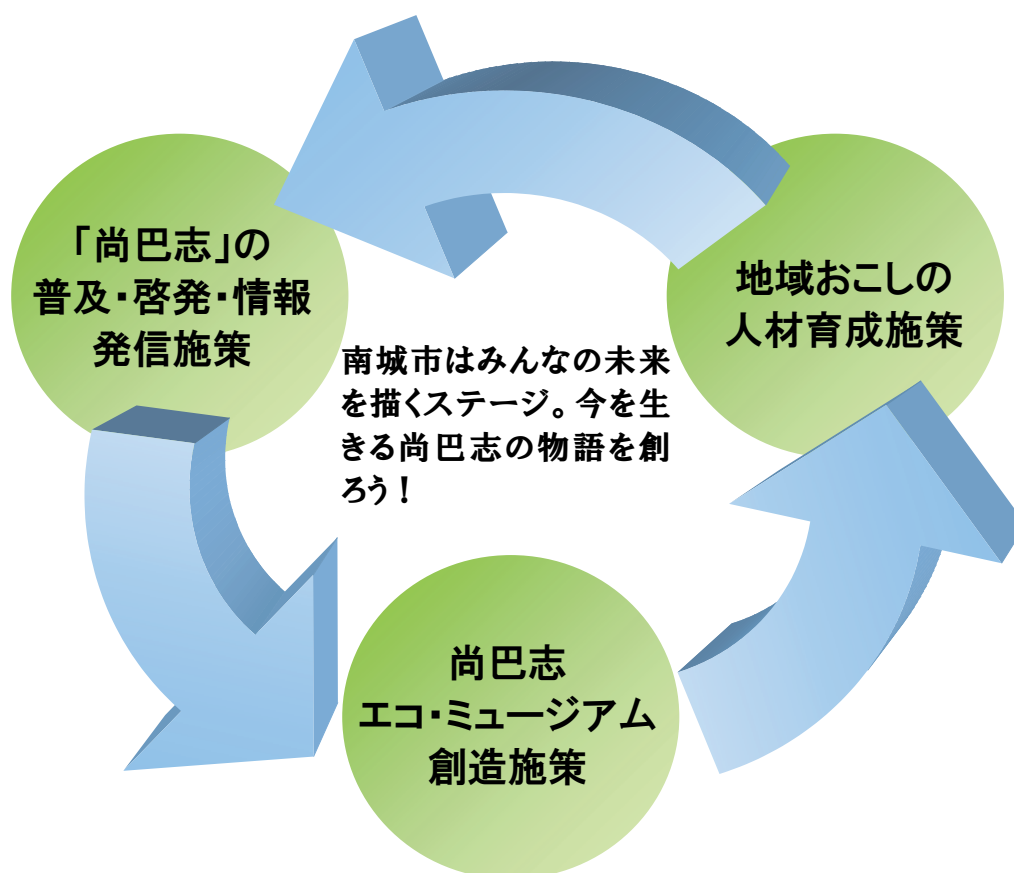 「尚巴志」の
普及・啓発・情報
発信施策
地域おこしの
人材育成施策
南城市はみんなの未来
を描くステージ。今を生
きる尚巴志の物語を創
ろう!
尚巴志
エコ・ミュージアム
創造施策